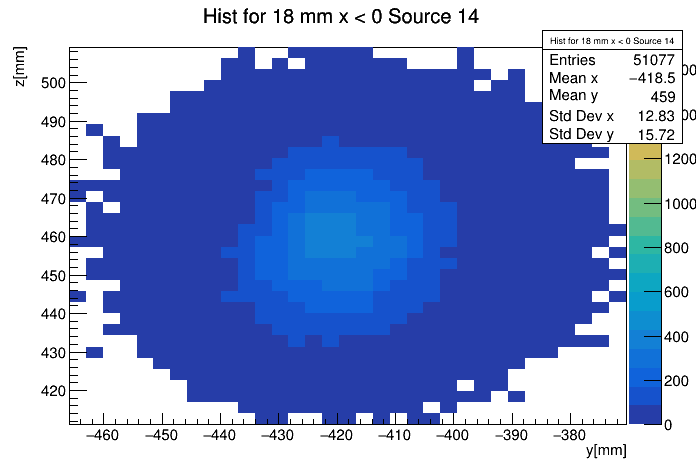 Hist for 18 mm x < 0 Source 14
Hist for 18 mm x < 0 Source 14
Entries 51077
Mean x −418.5
Mean y 459
Std Dev x 12.83
Std Dev y 15.72
z[mm]
500
490
480
470
460
450
440
430
420
1200
1000
800
600
400
200
0
−460 −450 −440 −430 −420 −410 −400 −390 −380
y[mm]